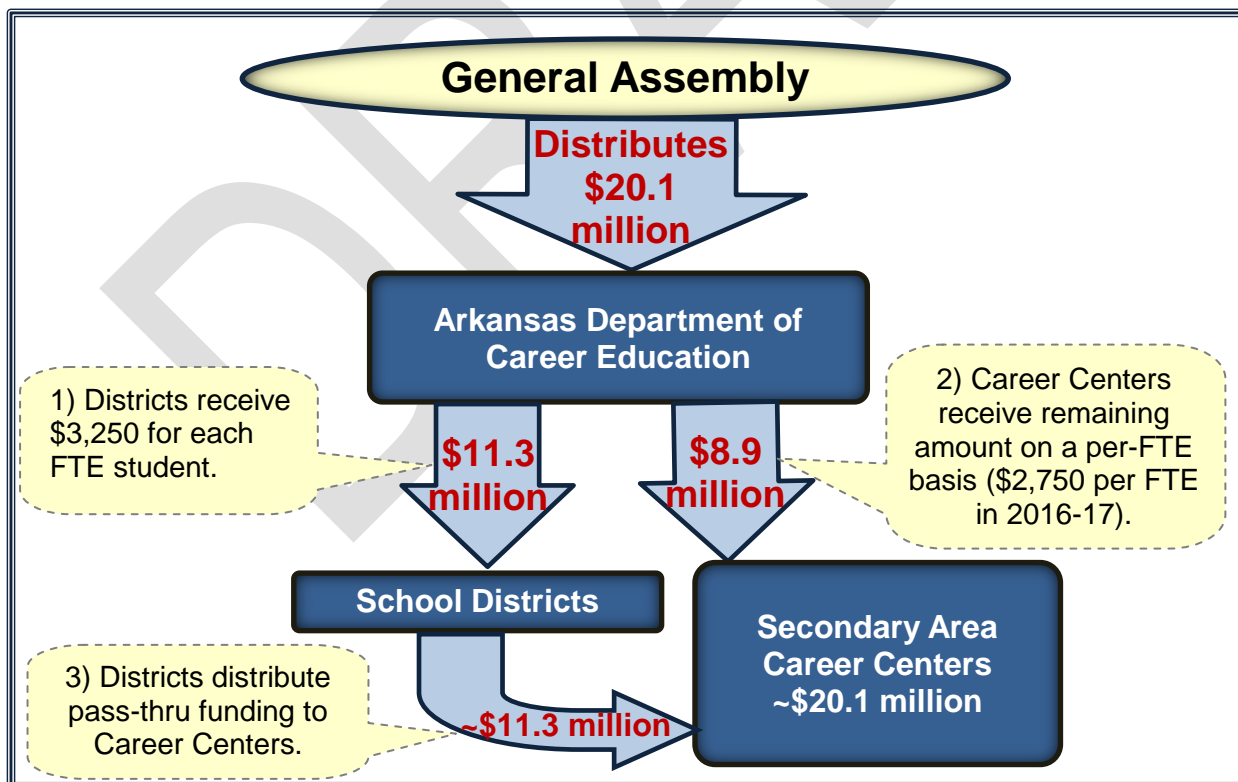 General Assembly
Distributes
$20.1
million
Arkansas Department of
Career Education
1) Districts receive
$3,250 for each
FTE student.
$11.3
million
$8.9
million
2) Career Centers
receive remaining
amount on a per-FTE
basis ($2,750 per FTE
in 2016-17).
School Districts
Secondary Area
Career Centers
~$20.1 million
3) Districts distribute
pass-thru funding to
Career Centers.
~$11.3 million